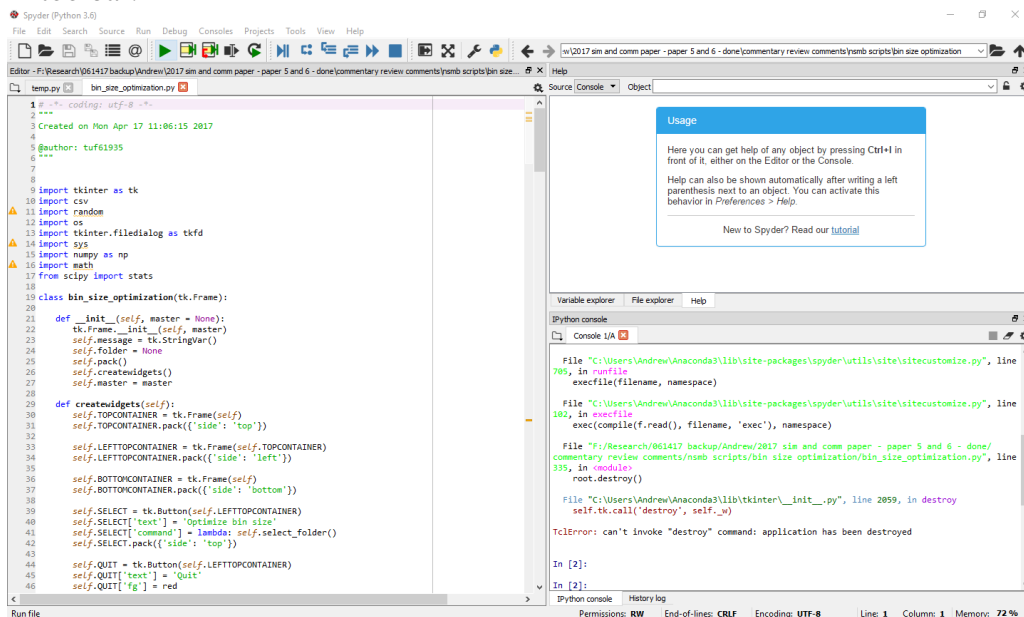 Spyder (Python 3.6)
File Edit Search Source Run Debug Consoles Projects Tools View Help
w\2017 sim and comm paper - paper 5 and 6 - done\commentary review comments\nsmb scripts\bin size optimization
Editor - F:\Research\061417 backup\Andrew\2017 sim and comm paper - paper 5 and 6 - done\commentary review comments\nsmb scripts\bin size...
temp.py
bin_size_optimization.py
1 # -*- coding: utf-8 -*-
2 """
3 Created on Mon Apr 17 11:06:15 2017
4
5 @author: tuf61935
6 """
7
8
9 import tkinter as tk
10 import csv
11 import random
12 import os
13 import tkinter.filedialog as tkfd
14 import sys
15 import numpy as np
16 import math
17 from scipy import stats
18
19 class bin_size_optimization(tk.Frame):
20
21     def __init__(self, master = None):
22         tk.Frame.__init__(self, master)
23         self.message = tk.StringVar()
24         self.folder = None
25         self.pack()
26         self.createwidgets()
27         self.master = master
28
29     def createwidgets(self):
30         self.TOPCONTAINER = tk.Frame(self)
31         self.TOPCONTAINER.pack({'side': 'top'})
32
33         self.LEFTTOPCONTAINER = tk.Frame(self.TOPCONTAINER)
34         self.LEFTTOPCONTAINER.pack({'side': 'left'})
35
36         self.BOTTOMCONTAINER = tk.Frame(self)
37         self.BOTTOMCONTAINER.pack({'side': 'bottom'})
38
39         self.SELECT = tk.Button(self.LEFTTOPCONTAINER)
40         self.SELECT['text'] = 'Optimize bin size'
41         self.SELECT['command'] = lambda: self.select_folder()
42         self.SELECT.pack({'side': 'top'})
43
44         self.QUIT = tk.Button(self.LEFTTOPCONTAINER)
45         self.QUIT['text'] = 'Quit'
46         self.QUIT['fg'] = red
Help
Source Console Object
Usage
Here you can get help of any object by pressing Ctrl+I in
front of it, either on the Editor or the Console.
Help can also be shown automatically after writing a left
parenthesis next to an object. You can activate this
behavior in Preferences > Help.
New to Spyder? Read our tutorial
Variable explorer File explorer Help
IPython console
Console 1/A
File "C:\Users\Andrew\Anaconda3\lib\site-packages\spyder\utils\site\sitecustomize.py", line
705, in runfile
execfile(filename, namespace)
File "C:\Users\Andrew\Anaconda3\lib\site-packages\spyder\utils\site\sitecustomize.py", line
102, in execfile
exec(compile(f.read(), filename, 'exec'), namespace)
File "F:/Research/061417 backup/Andrew/2017 sim and comm paper - paper 5 and 6 - done/
commentary review comments/nsmb scripts/bin size optimization/bin_size_optimization.py", line
335, in <module>
root.destroy()
File "C:\Users\Andrew\Anaconda3\lib\tkinter\__init__.py", line 2059, in destroy
self.tk.call('destroy', self._w)
TclError: can't invoke "destroy" command: application has been destroyed
In [2]:
In [2]:
IPython console History log
Run file
Permissions: RW End-of-lines: CRLF Encoding: UTF-8 Line: 1 Column: 1 Memory: 72 %